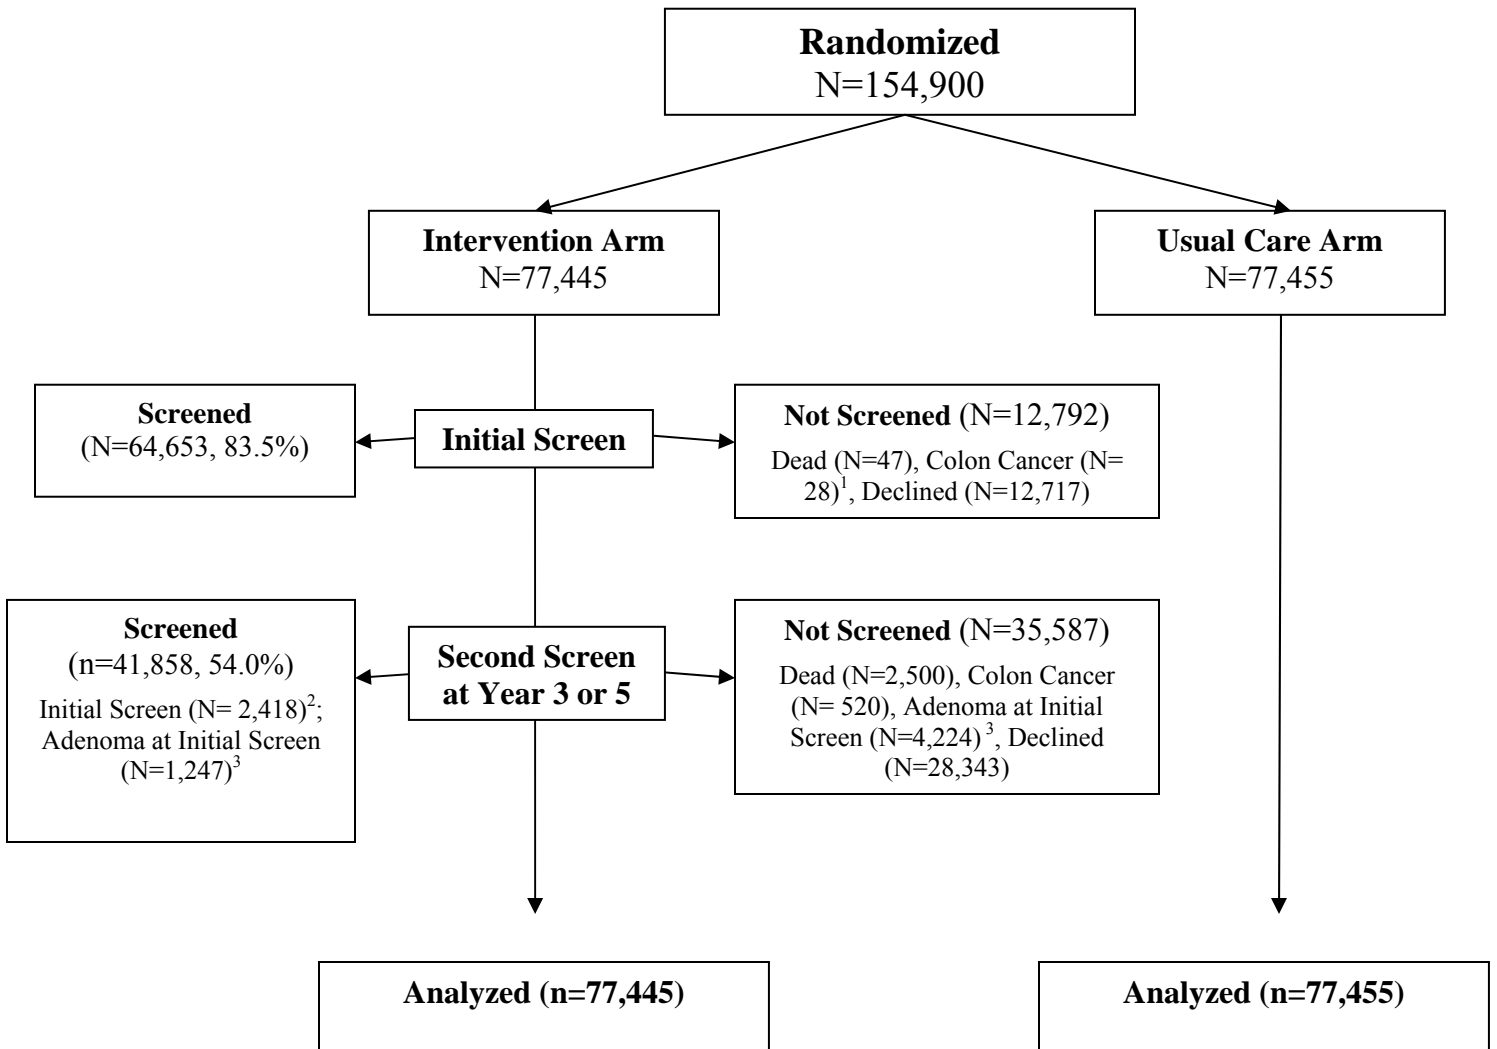 Randomized
N=154,900
Intervention Arm
N=77,445
Usual Care Arm
N=77,455
Screened
(N=64,653, 83.5%)
Initial Screen
Not Screened (N=12,792)
Dead (N=47), Colon Cancer (N=
28)1, Declined (N=12,717)
Screened
(n=41,858, 54.0%)
Initial Screen (N= 2,418)2;
Adenoma at Initial Screen
(N=1,247)3
Second Screen
at Year 3 or 5
Not Screened (N=35,587)
Dead (N=2,500), Colon Cancer
(N= 520), Adenoma at Initial
Screen (N=4,224) 3, Declined
(N=28,343)
Analyzed (n=77,445)
Analyzed (n=77,455)